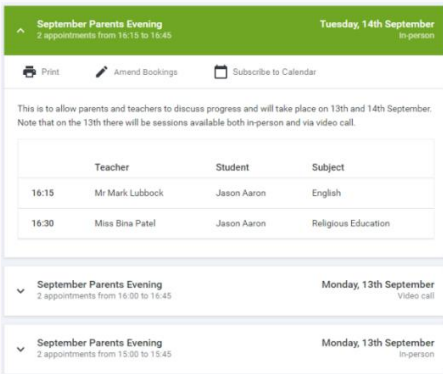 September Parents Evening Tuesday, 14th September
2 appointments from 16:15 to 16:45 In-person
Print Amend Bookings Subscribe to Calendar
This is to allow parents and teachers to discuss progress and will take place on 13th and 14th September.
Note that on the 13th there will be sessions available both in-person and via video call.
Teacher Student Subject
16:15 Mr Mark Lubbock Jason Aaron English
16:30 Miss Bina Patel Jason Aaron Religious Education
September Parents Evening Monday, 13th September
2 appointments from 16:00 to 16:45 Video call
September Parents Evening Monday, 13th September
2 appointments from 15:00 to 15:45 In-person